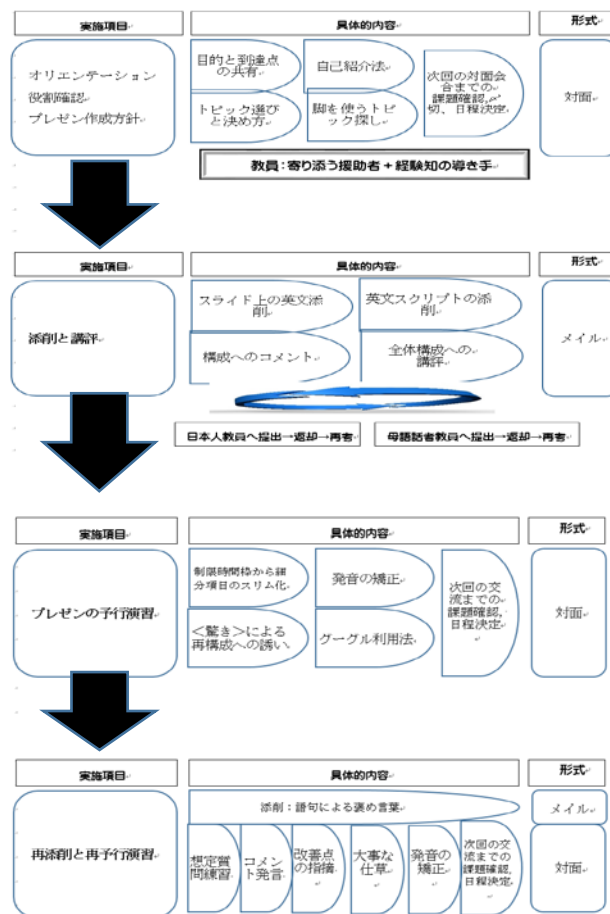 実施項目
具体的内容
形式
オリエンテーション
役割確認
プレゼン作成方針
目的と到達点
の共有
自己紹介法
トピック選び
と決め方
脚を使うトピ
ック探し
次回の対面会
合までの
課題確認,〆
切、日程決定
対面
教員：寄り添う援助者＋経験知の導き手
実施項目
具体的内容
形式
添削と講評
スライド上の英文添
削
英文スクリプトの添
削
構成へのコメント
全体構成への
講評
メイル
日本人教員へ提出→返却→再考
母語話者教員へ提出→返却→再考
実施項目
具体的内容
形式
プレゼンの予行演習
制限時間枠から細
分項目のスリム化
発音の矯正
＜驚き＞による
再構成への誘い
グーグル利用法
次回の交
流までの
課題確認,
日程決定
対面
実施項目
具体的内容
形式
再添削と再予行演習
添削：語句による褒め言葉
メイル
想定質
問練習
コメン
ト発言
改善点
の指摘
大事な
仕草
発音の
矯正
次回の交
流までの
課題確認,
日程決定
対面